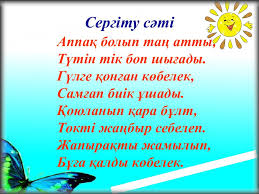 Сергіту сәті
Аппақ болып таң атты,
Түтін тік боп шығады.
Гүлге қонған көбелек,
Самғап биік ұшады.
Қоюланып қара бұлт,
Төкті жаңбыр себелеп.
Жапырақты жамылып,
Бұға қалды көбелек.